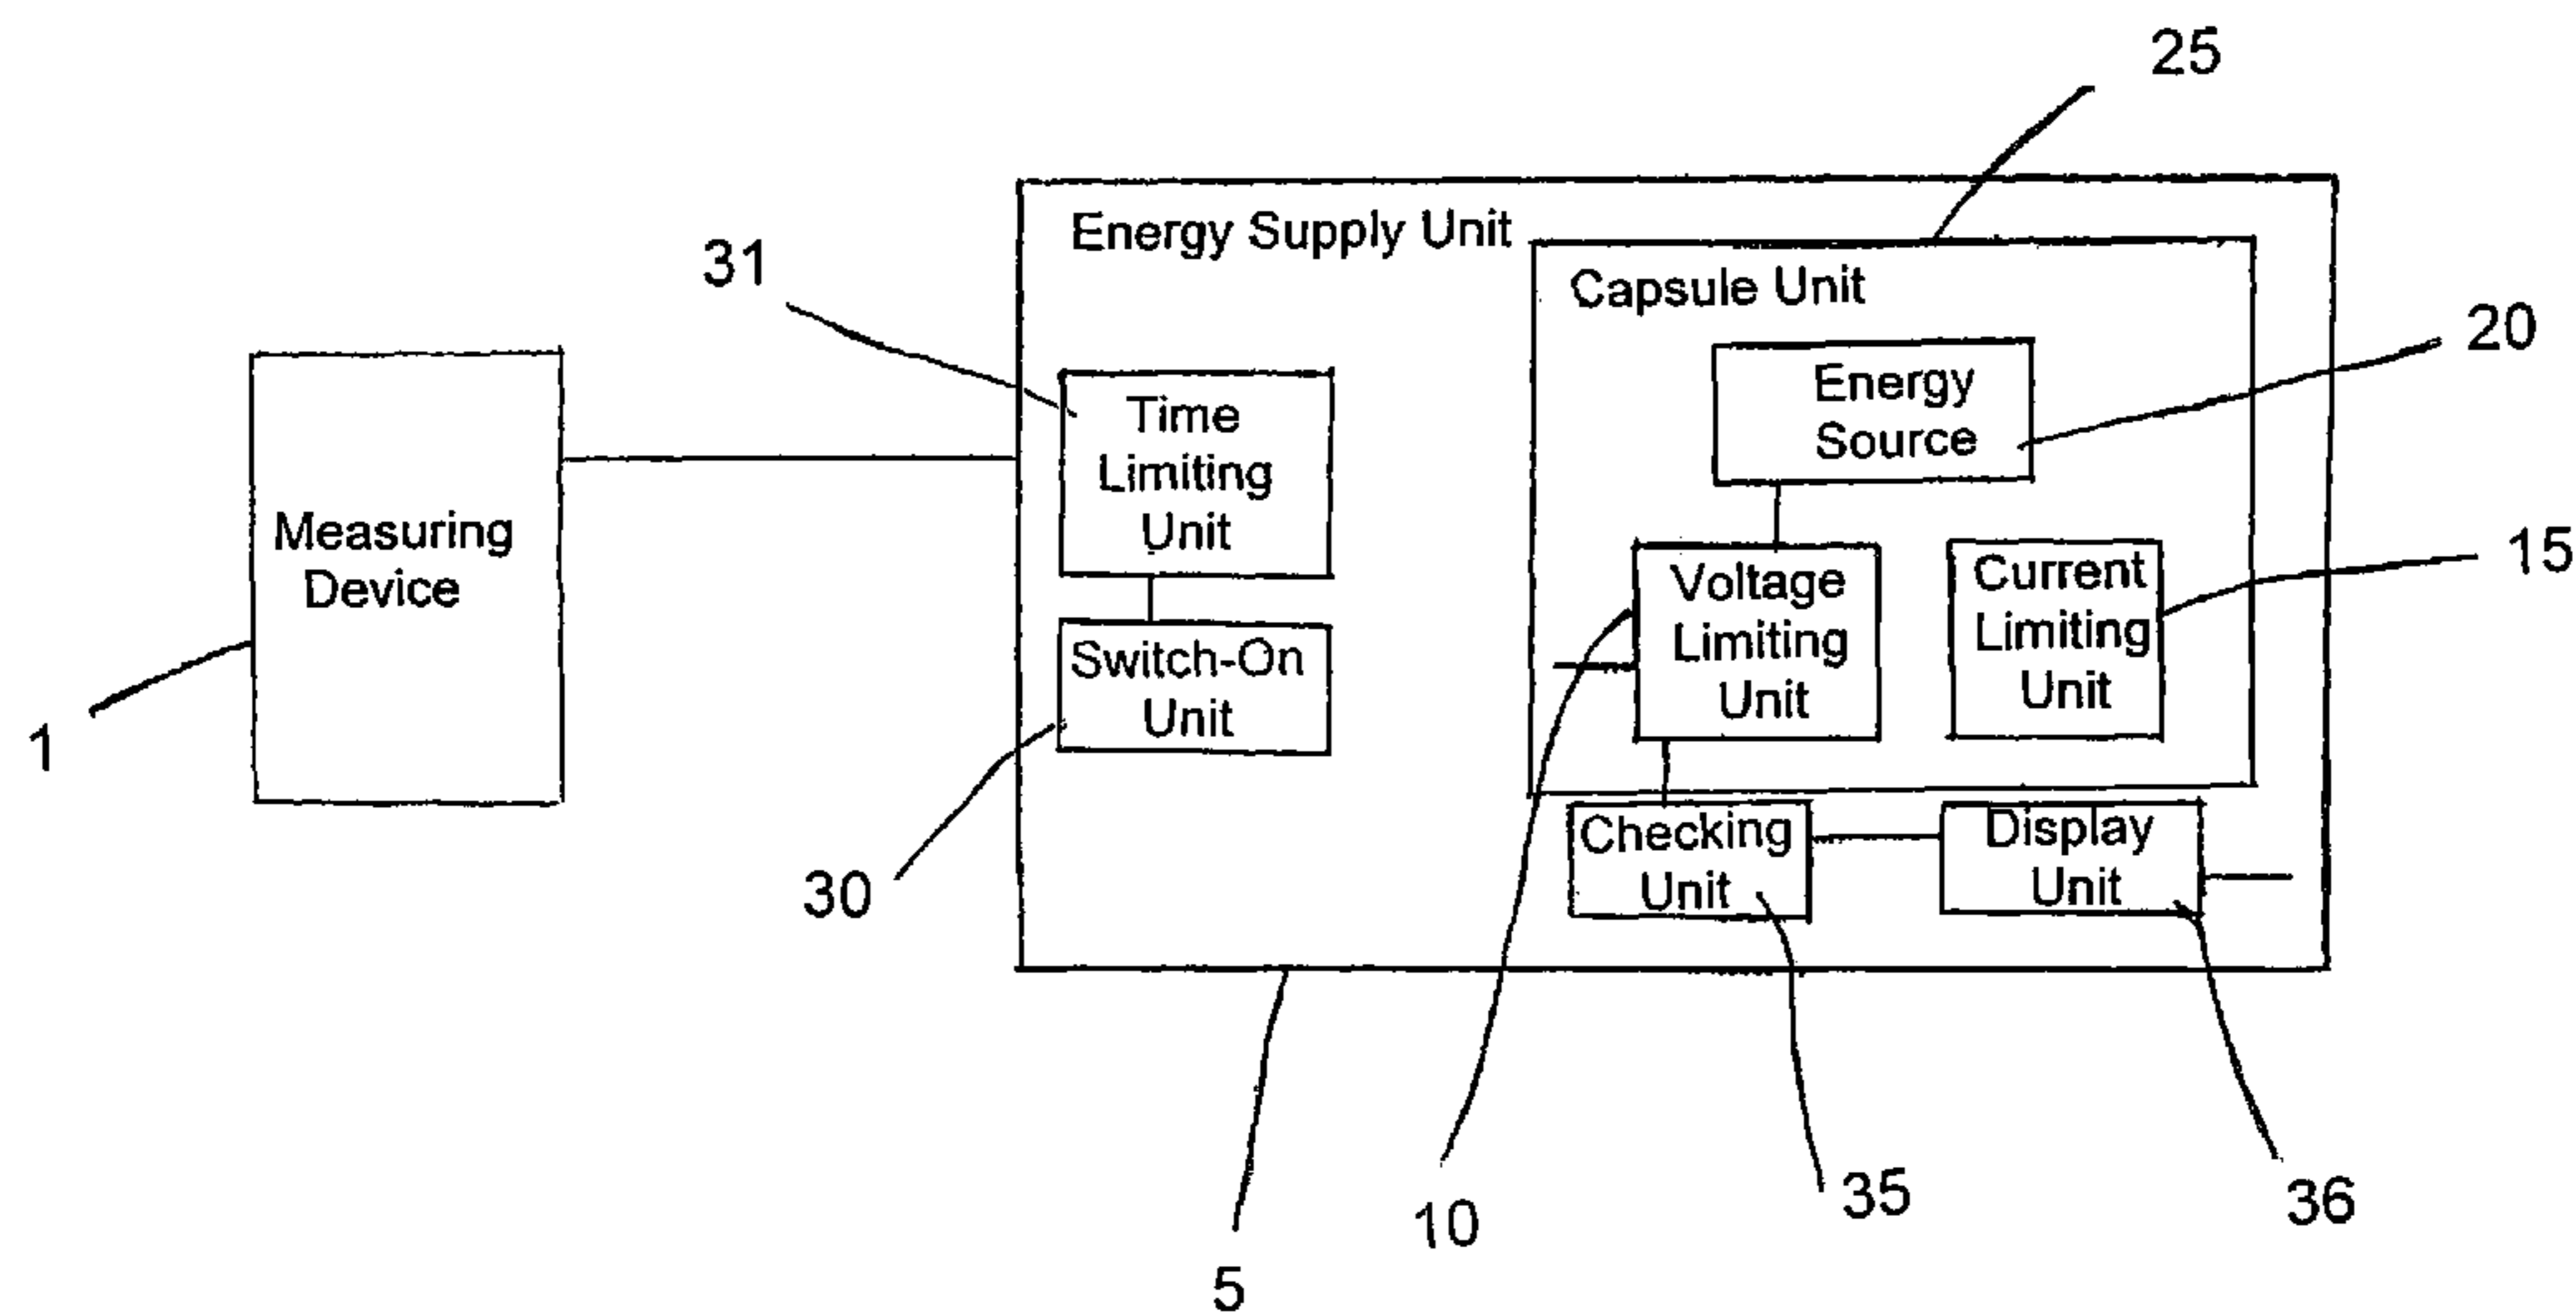 25
Energy Supply Unit
31
Capsule Unit
20
Energy
Source
Time
Limiting
Unit
Measuring
Device
15
Voltage
Limiting
Unit
Current
Limiting
Unit
Switch-On
Unit
1
30
Checking
Unit
Display
Unit
10
35
36
5